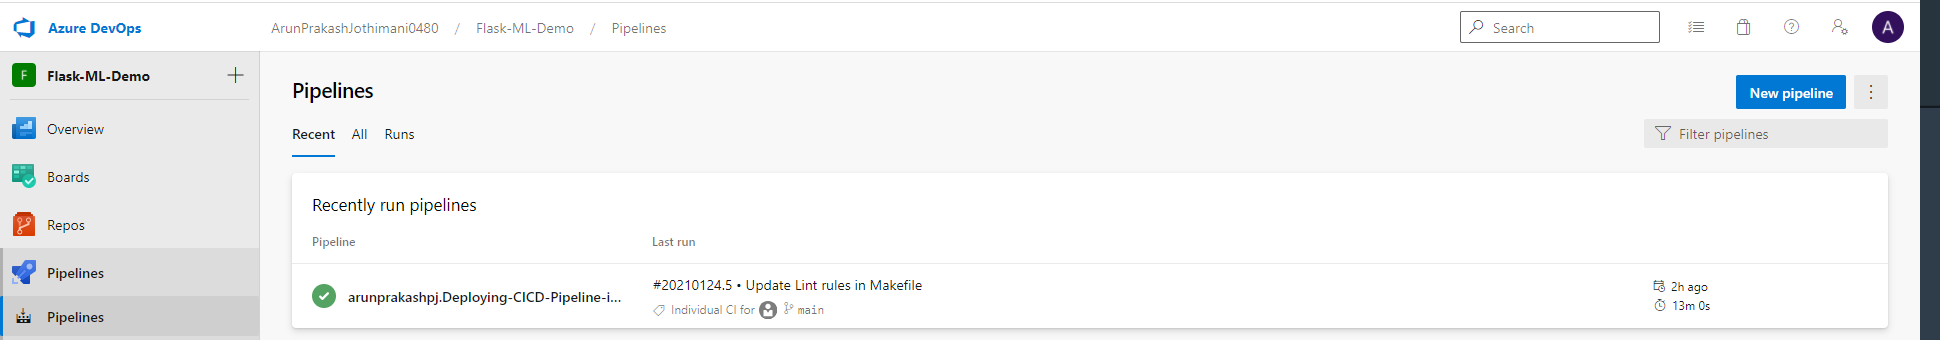 Azure DevOps
ArunPrakashJothimani0480 / Flask-ML-Demo / Pipelines
Search
A
F Flask-ML-Demo
Overview
Boards
Repos
Pipelines
Pipelines
Pipelines
New pipeline
Recent All Runs
Filter pipelines
Recently run pipelines
Pipeline Last run
arunprakashpj.Deploying-CICD-Pipeline-i...
#20210124.5 • Update Lint rules in Makefile
Individual CI for main
2h ago
13m 0s